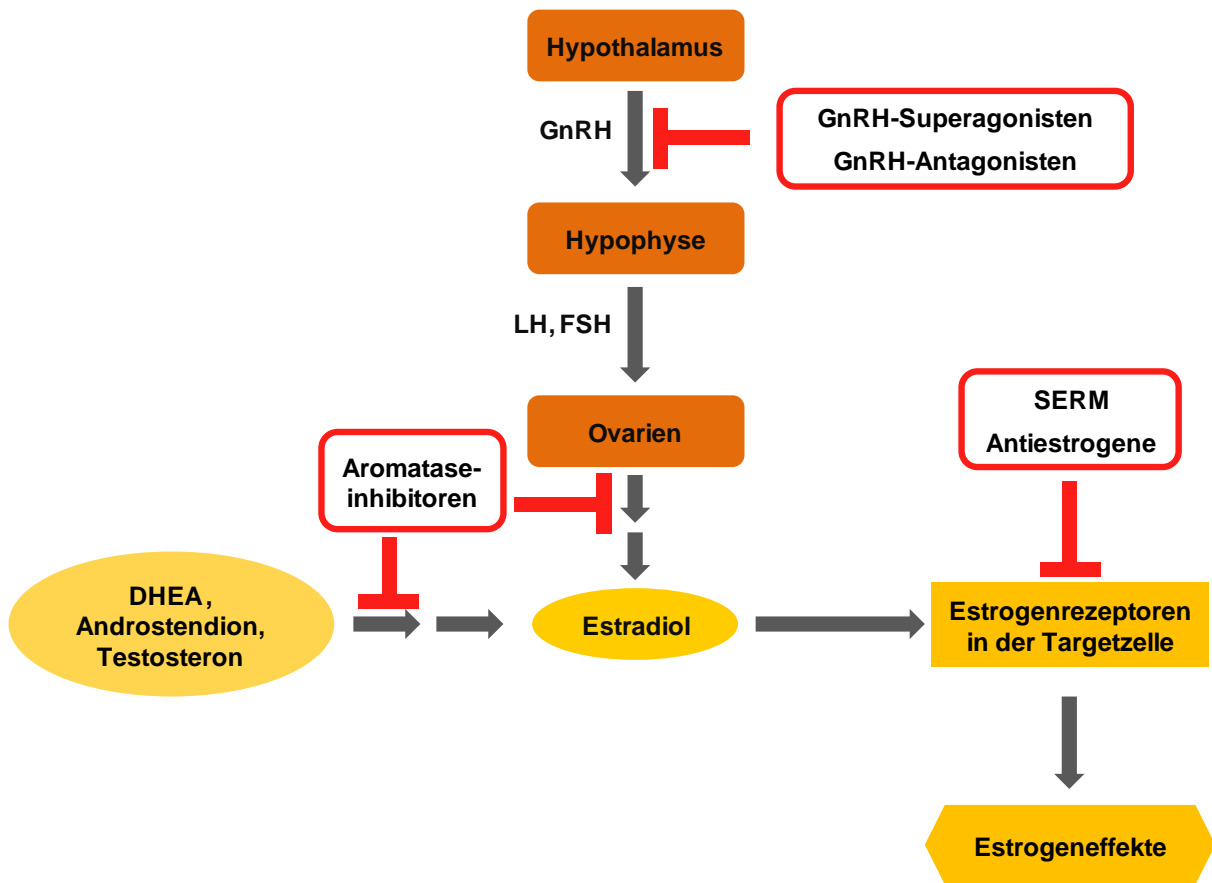 Hypothalamus
GnRH
GnRH-Superagonisten
GnRH-Antagonisten
Hypophyse
LH, FSH
Ovarien
SERM
Antiestrogene
Aromatase-
inhibitoren
DHEA,
Androstendion,
Testosteron
Estradiol
Estrogenrezeptoren
in der Targetzelle
Estrogeneffekte